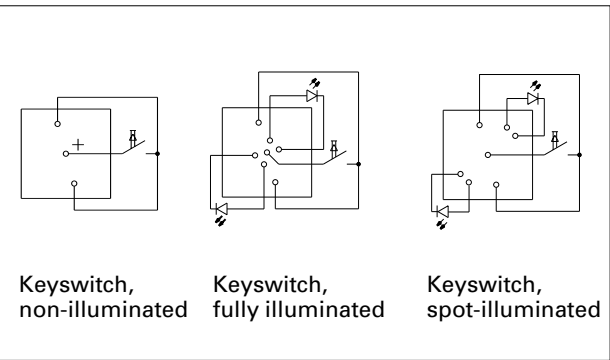 Keyswitch,
non-illuminated
Keyswitch,
fully illuminated
Keyswitch,
spot-illuminated